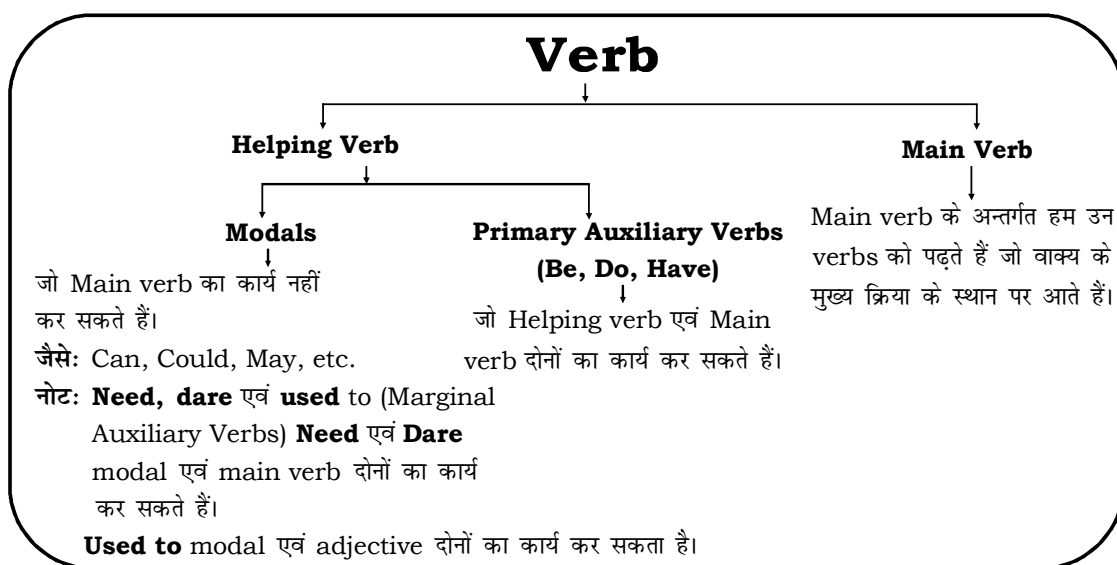 Verb
Helping Verb
Main Verb
Modals
जो Main verb का कार्य नहीं
कर सकते हैं।
जैसेः Can, Could, May, etc.
नोटः Need, dare एवं used to (Marginal
Auxiliary Verbs) Need एवं Dare
modal एवं main verb दोनों का कार्य
कर सकते हैं।
Used to modal एवं adjective दोनों का कार्य कर सकता है।
Primary Auxiliary Verbs
(Be, Do, Have)
जो Helping verb एवं Main
verb दोनों का कार्य कर सकते हैं।
Main verb के अन्तर्गत हम उन
verbs को पढ़ते हैं जो वाक्य के
मुख्य क्रिया के स्थान पर आते हैं।